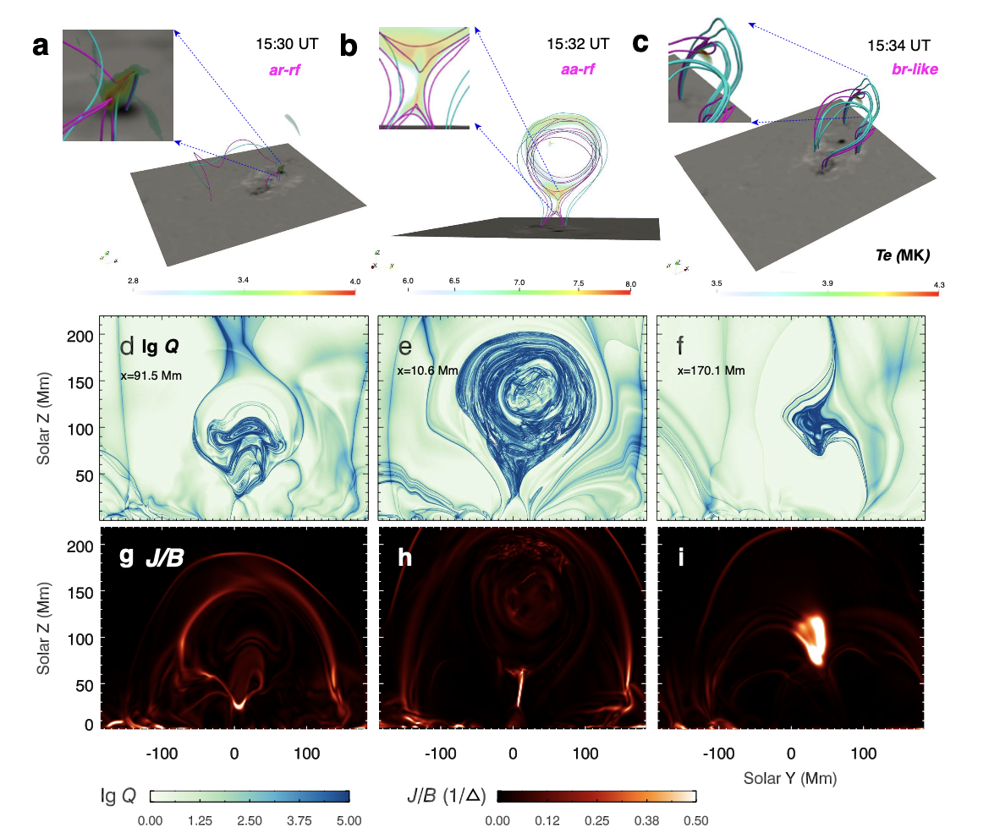 a
15:30 UT
ar-rf
b
15:32 UT
aa-rf
c
15:34 UT
br-like
Te (MK)
2.8 3.4 4.0
6.0 6.5 7.0 7.5 8.0
3.5 3.9 4.3
d lg Q
x=91.5 Mm
e
x=10.6 Mm
f
x=170.1 Mm
200
150
100
50
Solar Z (Mm)
g J/B
h
i
200
150
100
50
0
Solar Z (Mm)
-100 0 100
-100 0 100
-100 0 100
Solar Y (Mm)
lg Q
0.00 1.25 2.50 3.75 5.00
J/B (1/Δ)
0.00 0.12 0.25 0.38 0.50